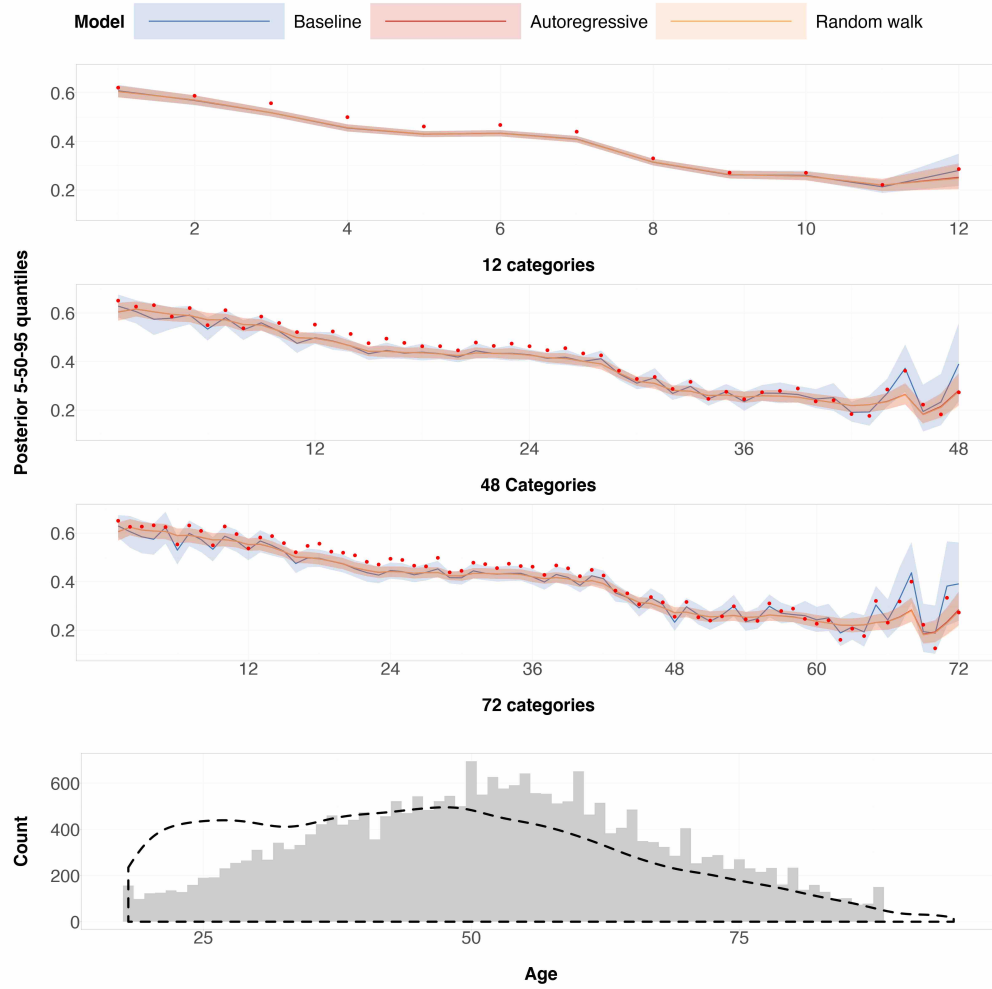 Model Baseline Autoregressive Random walk
0.6
0.4
0.2
2 4 6 8 10 12
12 categories
Posterior 5-50-95 quantiles
0.6
0.4
0.2
12 24 36 48
48 Categories
0.6
0.4
0.2
12 24 36 48 60 72
72 categories
Count
600
400
200
0
25 50 75
Age